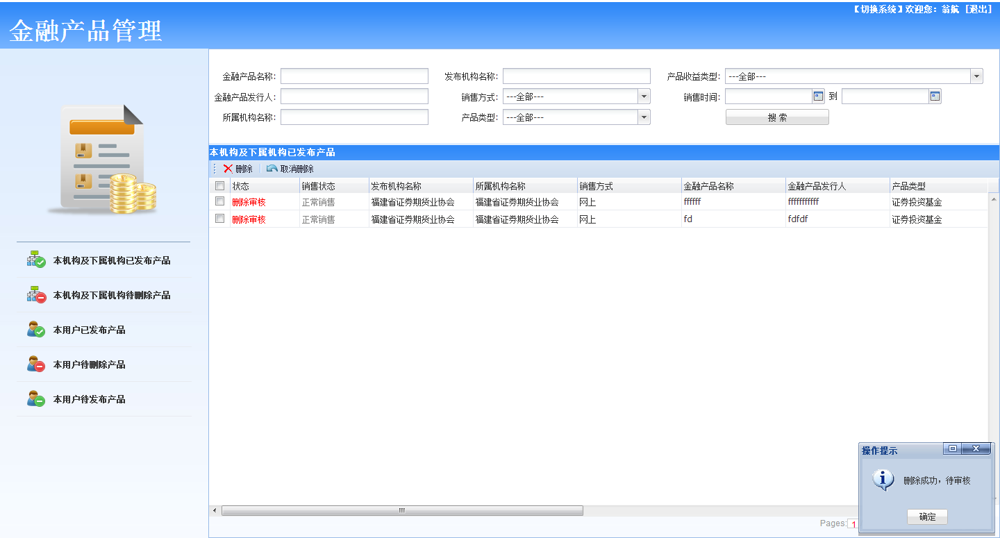 【切换系统】欢迎您：翁航 [退出]
金融产品管理
金融产品名称： 发布机构名称： 产品收益类型： ---全部---
金融产品发行人： 销售方式： ---全部--- 销售时间： 到
所属机构名称： 产品类型： ---全部--- 搜 索
本机构及下属机构已发布产品
删除 取消删除
状态 销售状态 发布机构名称 所属机构名称 销售方式 金融产品名称 金融产品发行人 产品类型
删除审核 正常销售 福建省证券期货业协会 福建省证券期货业协会 网上 ffffff fffffffffff 证券投资基金
删除审核 正常销售 福建省证券期货业协会 福建省证券期货业协会 网上 fd fdfdf 证券投资基金
本机构及下属机构已发布产品
本机构及下属机构待删除产品
本用户已发布产品
本用户待删除产品
本用户待发布产品
操作提示
删除成功，待审核
确定
Pages: 1